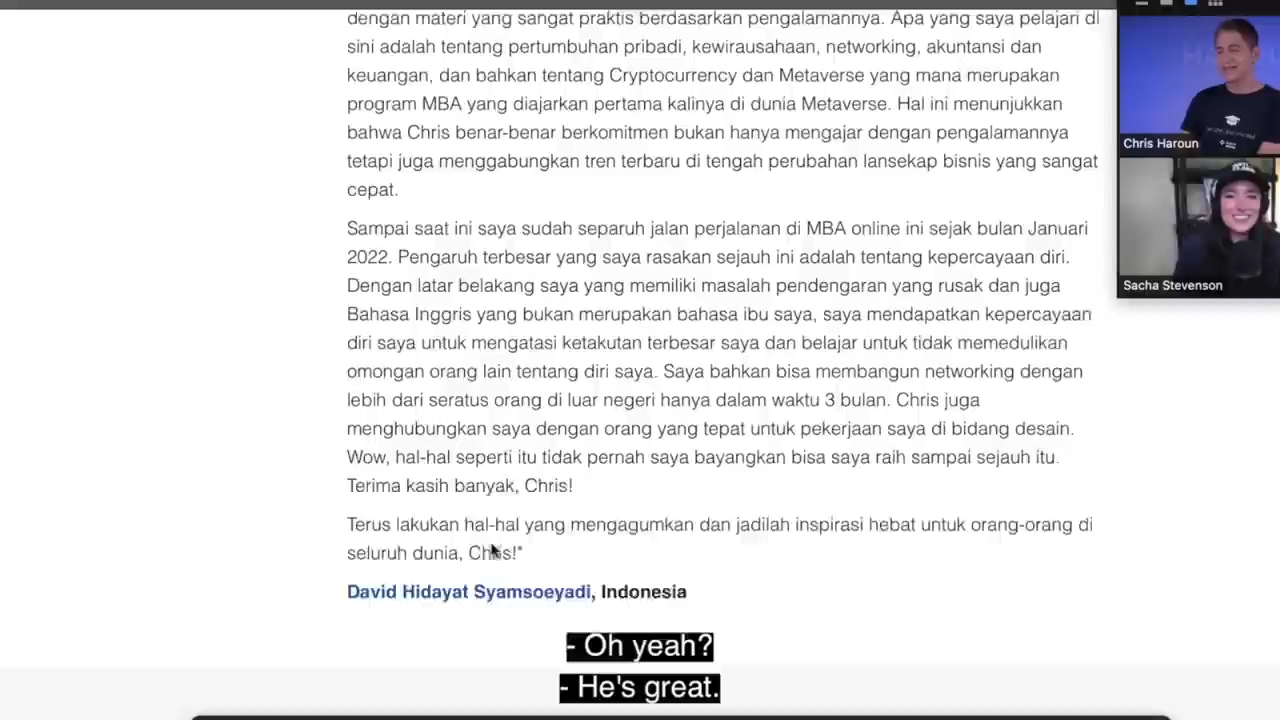 dengan materi yang sangat praktis berdasarkan pengalamannya. Apa yang saya pelajari di
sini adalah tentang pertumbuhan pribadi, kewirausahaan, networking, akuntansi dan
keuangan, dan bahkan tentang Cryptocurrency dan Metaverse yang mana merupakan
program MBA yang diajarkan pertama kalinya di dunia Metaverse. Hal ini menunjukkan
bahwa Chris benar-benar berkomitmen bukan hanya mengajar dengan pengalamannya
tetapi juga menggabungkan tren terbaru di tengah perubahan lansekap bisnis yang sangat
cepat.
Sampai saat ini saya sudah separuh jalan perjalanan di MBA online ini sejak bulan Januari
2022. Pengaruh terbesar yang saya rasakan sejauh ini adalah tentang kepercayaan diri.
Dengan latar belakang saya yang memiliki masalah pendengaran yang rusak dan juga
Bahasa Inggris yang bukan merupakan bahasa ibu saya, saya mendapatkan kepercayaan
diri saya untuk mengatasi ketakutan terbesar saya dan belajar untuk tidak memedulikan
omongan orang lain tentang diri saya. Saya bahkan bisa membangun networking dengan
lebih dari seratus orang di luar negeri hanya dalam waktu 3 bulan. Chris juga
menghubungkan saya dengan orang yang tepat untuk pekerjaan saya di bidang desain.
Wow, hal-hal seperti itu tidak pernah saya bayangkan bisa saya raih sampai sejauh itu.
Terima kasih banyak, Chris!
Terus lakukan hal-hal yang mengagumkan dan jadilah inspirasi hebat untuk orang-orang di
seluruh dunia, Chris!"
David Hidayat Syamsoeyadi, Indonesia
Chris Haroun
Sacha Stevenson
- Oh yeah?
- He's great.